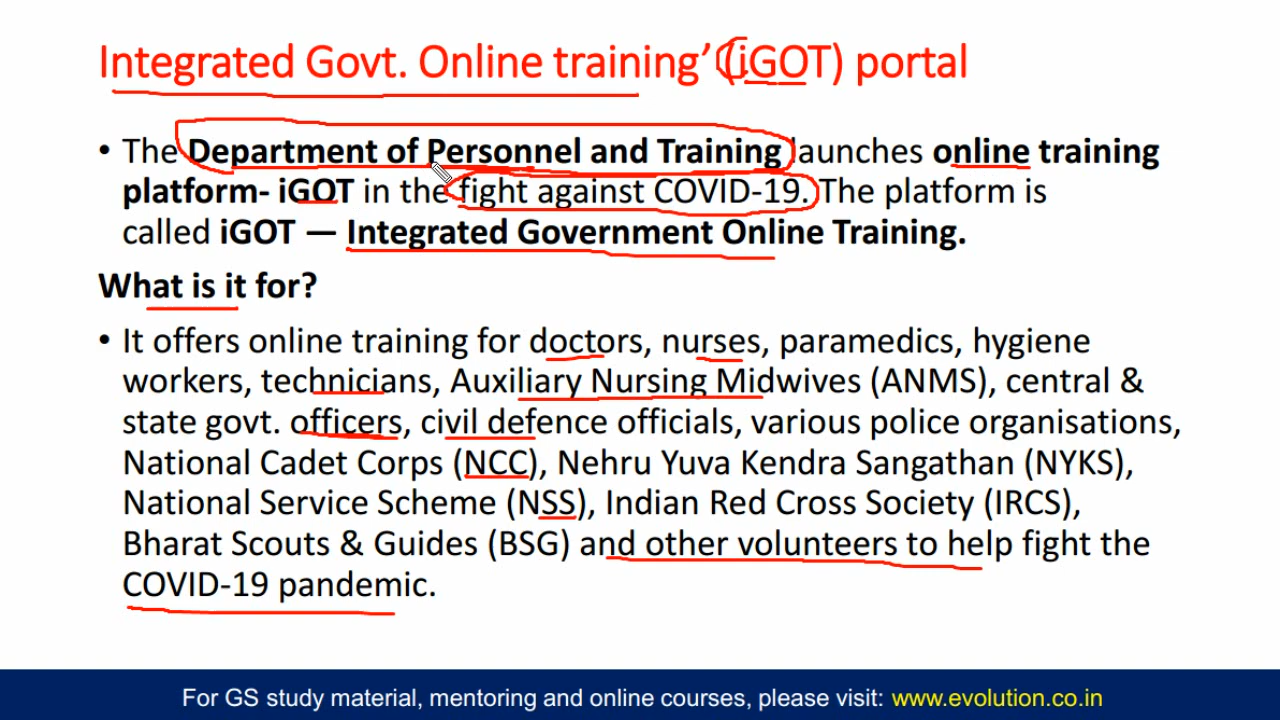 Integrated Govt. Online training’ (iGOT) portal
• The Department of Personnel and Training launches online training
platform- iGOT in the fight against COVID-19. The platform is
called iGOT — Integrated Government Online Training.
What is it for?
• It offers online training for doctors, nurses, paramedics, hygiene
workers, technicians, Auxiliary Nursing Midwives (ANMS), central &
state govt. officers, civil defence officials, various police organisations,
National Cadet Corps (NCC), Nehru Yuva Kendra Sangathan (NYKS),
National Service Scheme (NSS), Indian Red Cross Society (IRCS),
Bharat Scouts & Guides (BSG) and other volunteers to help fight the
COVID-19 pandemic.
For GS study material, mentoring and online courses, please visit: www.evolution.co.in